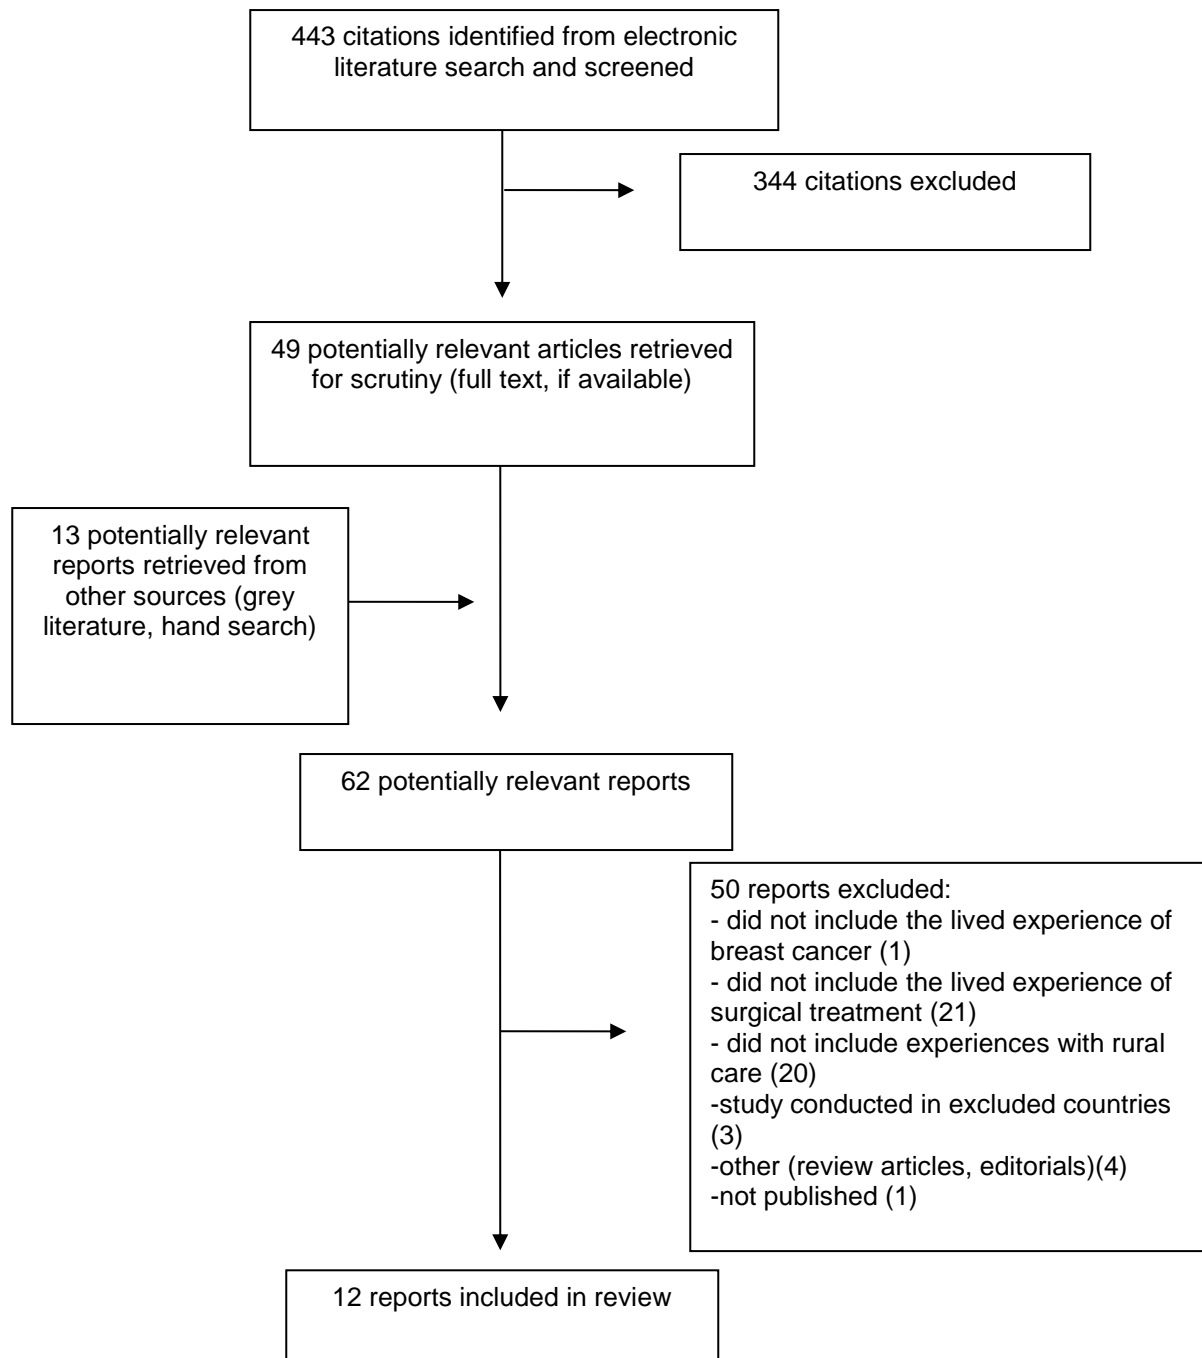 443 citations identified from electronic
literature search and screened
344 citations excluded
49 potentially relevant articles retrieved
for scrutiny (full text, if available)
13 potentially relevant
reports retrieved from
other sources (grey
literature, hand search)
62 potentially relevant reports
50 reports excluded:
- did not include the lived experience of
breast cancer (1)
- did not include the lived experience of
surgical treatment (21)
- did not include experiences with rural
care (20)
-study conducted in excluded countries
(3)
-other (review articles, editorials)(4)
-not published (1)
12 reports included in review